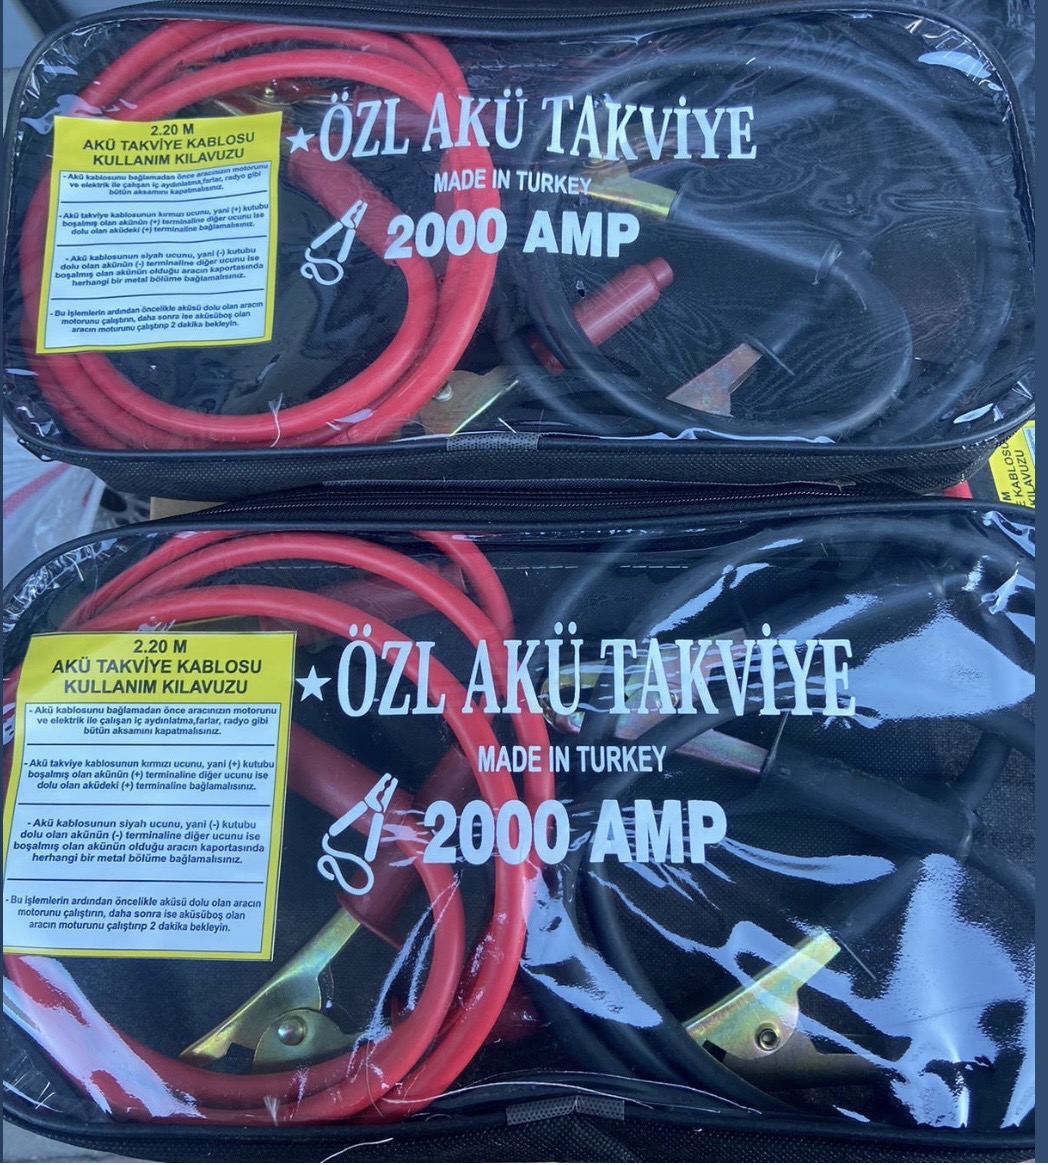 2.20 M
AKÜ TAKVİYE KABLOSU
KULLANIM KILAVUZU
- Akü kablosunu bağlamadan önce aracınızın motorunu
ve elektrik ile çalışan iç aydınlatma,farlar, radyo gibi
bütün aksamını kapatmalısınız.
- Akü takviye kablosunun kırmızı ucunu, yani (+) kutubu
boşalmış olan akünün (+) terminaline diğer ucunu ise
dolu olan aküdeki (+) terminaline bağlamalısınız.
- Akü kablosunun siyah ucunu, yani (-) kutubu
dolu olan akünün (-) terminaline diğer ucunu ise
boşalmış olan akünün olduğu aracın kaportasında
herhangi bir metal bölüme bağlamalısınız.
- Bu işlemlerin ardından öncelikle aküsü dolu olan aracın
motorunu çalıştırın, daha sonra ise aküsüboş olan
aracın moturunu çalıştırıp 2 dakika bekleyin.
★ÖZL AKÜ TAKVİYE
MADE IN TURKEY
2000 AMP
M
E KABLOSU
KILAVUZU
2.20 M
AKÜ TAKVİYE KABLOSU
KULLANIM KILAVUZU
- Akü kablosunu bağlamadan önce aracınızın motorunu
ve elektrik ile çalışan iç aydınlatma,farlar, radyo gibi
bütün aksamını kapatmalısınız.
- Akü takviye kablosunun kırmızı ucunu, yani (+) kutubu
boşalmış olan akünün (+) terminaline diğer ucunu ise
dolu olan aküdeki (+) terminaline bağlamalısınız.
- Akü kablosunun siyah ucunu, yani (-) kutubu
dolu olan akünün (-) terminaline diğer ucunu ise
boşalmış olan akünün olduğu aracın kaportasında
herhangi bir metal bölüme bağlamalısınız.
- Bu işlemlerin ardından öncelikle aküsü dolu olan aracın
motorunu çalıştırın, daha sonra ise aküsüboş olan
aracın moturunu çalıştırıp 2 dakika bekleyin.
★ÖZL AKÜ TAKVİYE
MADE IN TURKEY
2000 AMP